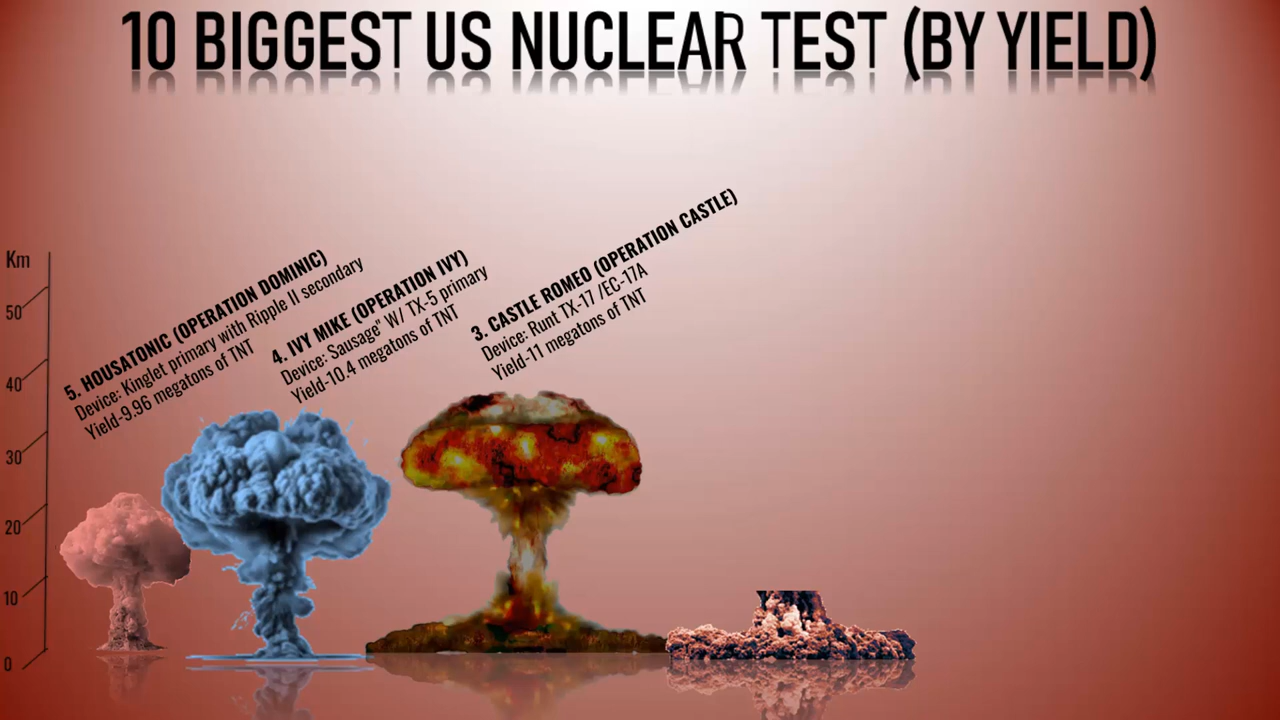 10 BIGGEST US NUCLEAR TEST (BY YIELD)
Km
50
40
30
20
10
0
5. HOUSATONIC (OPERATION DOMINIC)
Device: Kinglet primary with Ripple II secondary
Yield-9.96 megatons of TNT
4. IVY MIKE (OPERATION IVY)
Device: Sausage" W/ TX-5 primary
Yield-10.4 megatons of TNT
3. CASTLE ROMEO (OPERATION CASTLE)
Device: Runt TX-17 /EC-17A
Yield-11 megatons of TNT